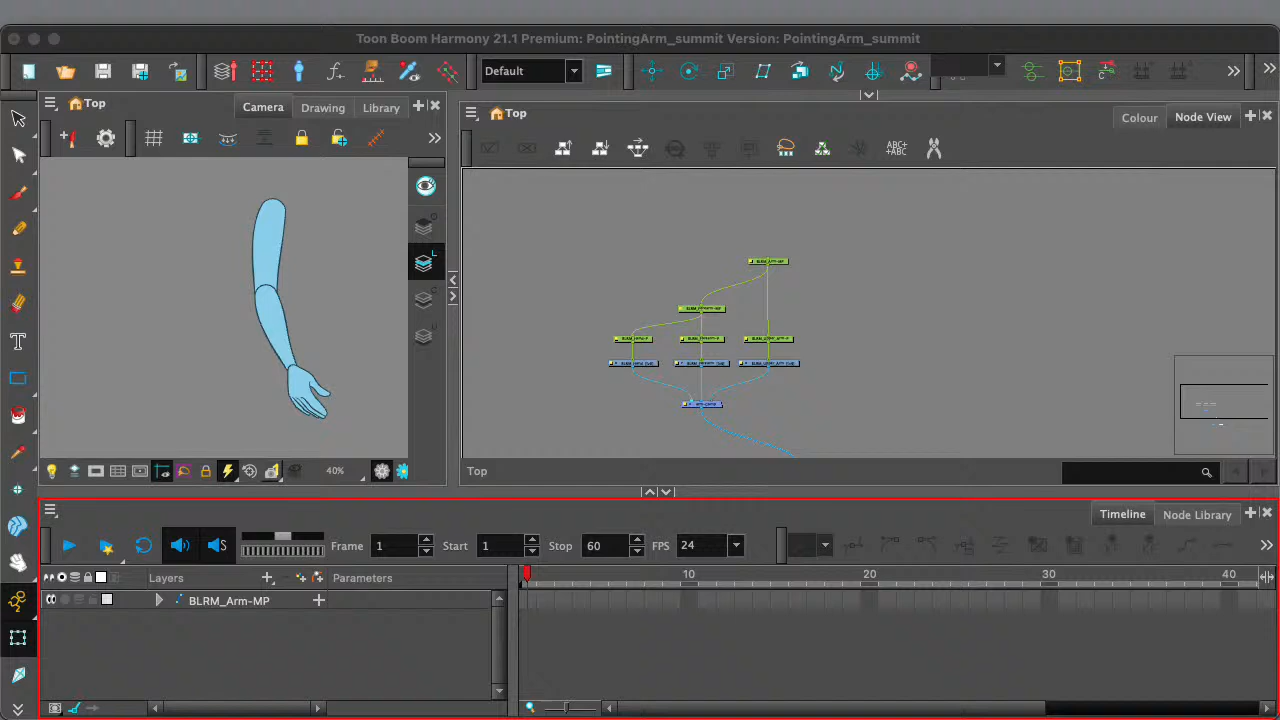 Toon Boom Harmony 21.1 Premium: PointingArm_summit Version: PointingArm_summit
Default
Top
Camera
Drawing
Library
Top
Colour
Node View
ABC+
+ABC
40%
Top
Timeline
Node Library
S
Frame 1 Start 1 Stop 60 FPS 24
Layers
Parameters
10 20 30 40
BLRM_Arm-MP